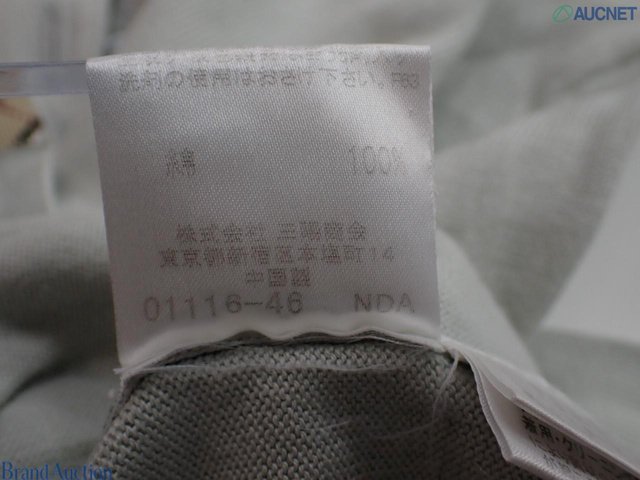 AUCNET
洗剤の使用はおさけ下さい。F63
綿 100%
株式会社 三陽商会
東京都新宿区本塩町14
中国製
01116-46 NDA
Brand Auction